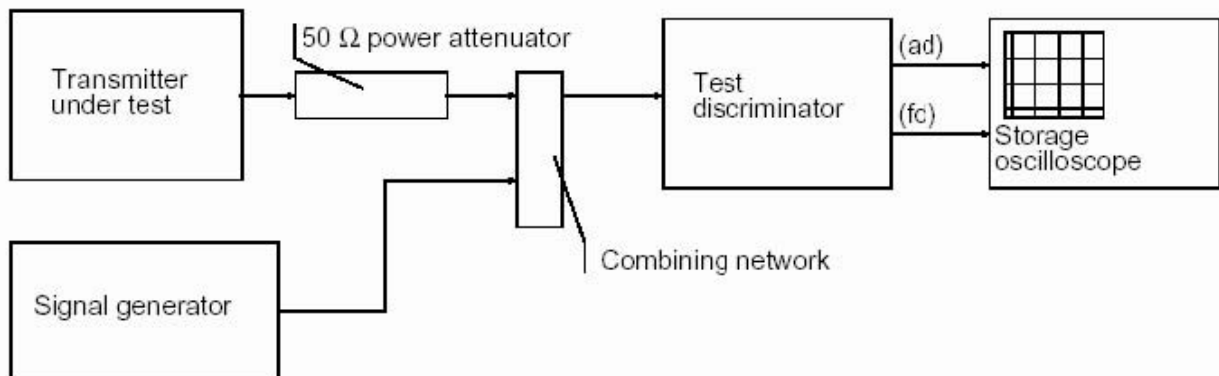 50 Ω power attenuator
Transmitter
under test
Test
discriminator
(ad)
(fc)
Storage
oscilloscope
Combining network
Signal generator